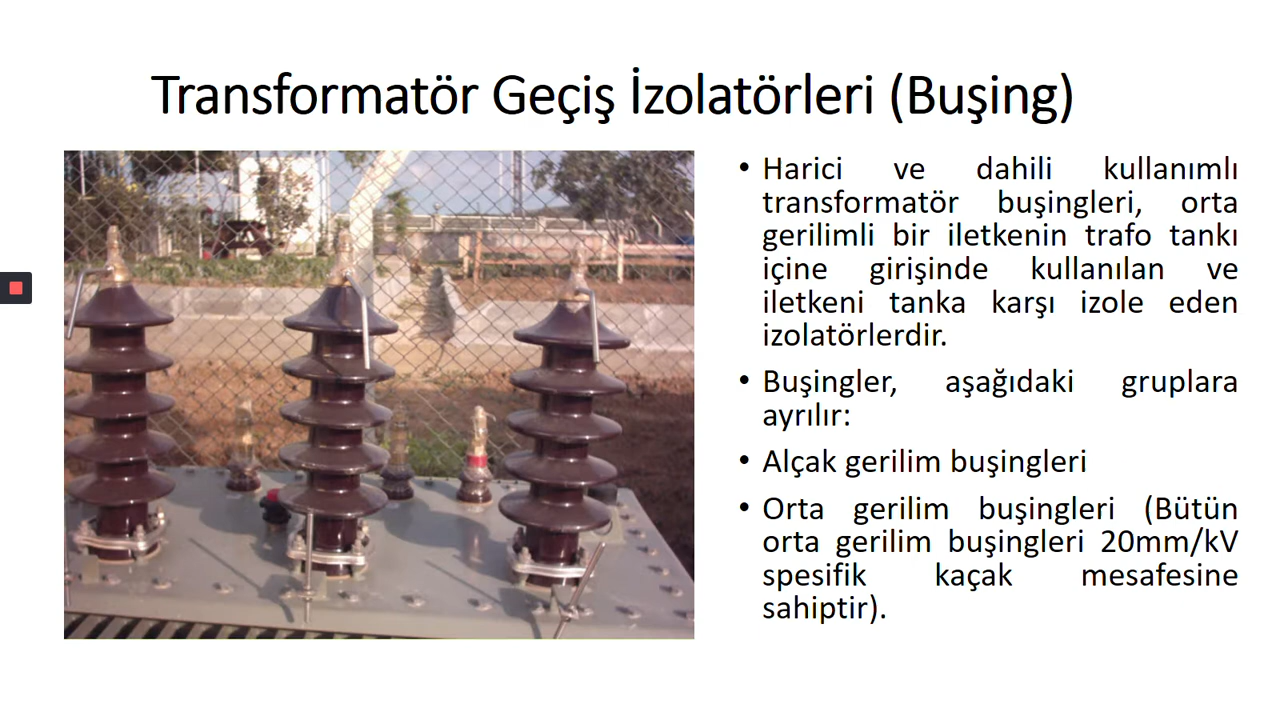 Transformatör Geçiş İzolatörleri (Buşing)
• Harici ve dahili kullanımlı
transformatör buşingleri, orta
gerilimli bir iletkenin trafo tankı
içine girişinde kullanılan ve
iletkeni tanka karşı izole eden
izolatörlerdir.
• Buşingler, aşağıdaki gruplara
ayrılır:
• Alçak gerilim buşingleri
• Orta gerilim buşingleri (Bütün
orta gerilim buşingleri 20mm/kV
spesifik kaçak mesafesine
sahiptir).